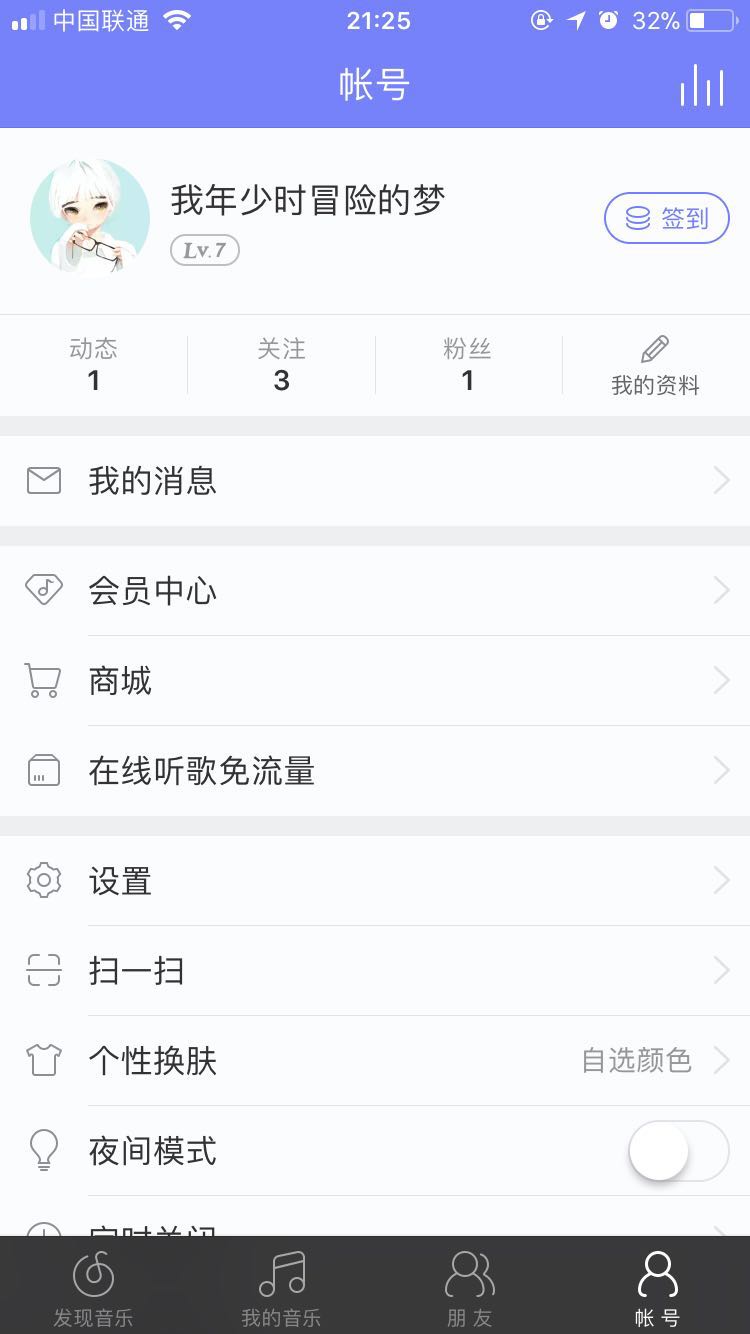 中国联通 21:25 32%
帐号
我年少时冒险的梦
Lv.7
签到
动态 关注 粉丝
1 3 1
我的资料
我的消息
会员中心
商城
在线听歌免流量
设置
扫一扫
个性换肤 自选颜色
夜间模式
定时关闭
发现音乐 我的音乐 朋友 帐号